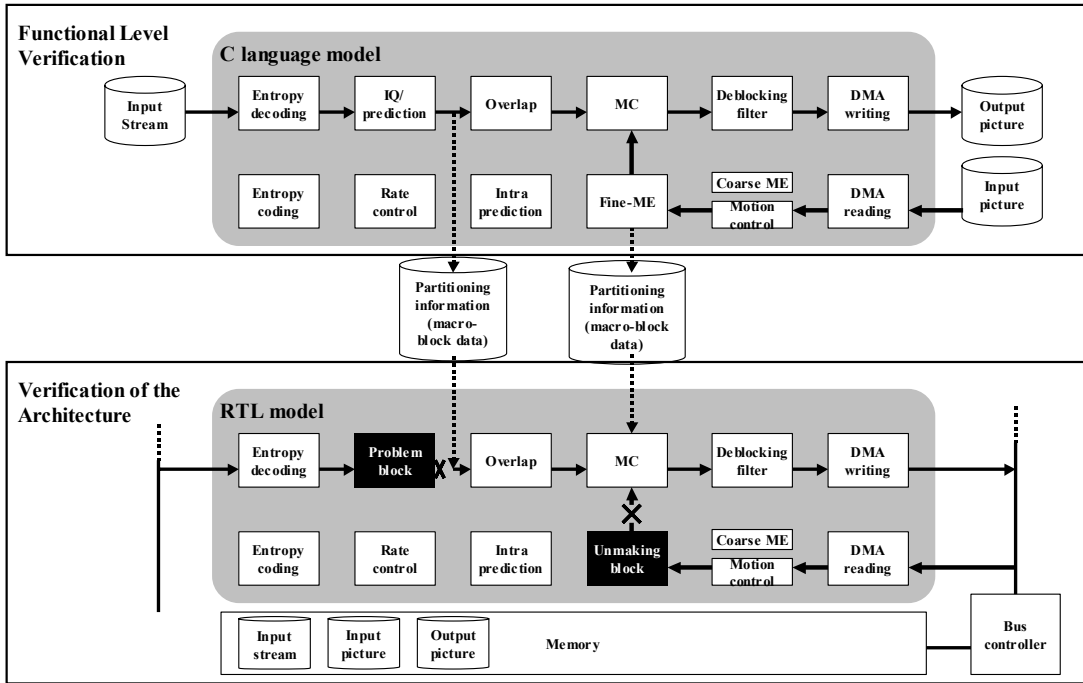 Functional Level
Verification
C language model
Input
Stream
Entropy
decoding
IQ/
prediction
Overlap
MC
Deblocking
filter
DMA
writing
Output
picture
Entropy
coding
Rate
control
Intra
prediction
Fine-ME
Coarse ME
Motion
control
DMA
reading
Input
picture
Partitioning
information
(macro-
block data)
Partitioning
information
(macro-block
data)
Verification of the
Architecture
RTL model
Entropy
decoding
Problem
block
Overlap
MC
Deblocking
filter
DMA
writing
Entropy
coding
Rate
control
Intra
prediction
Unmaking
block
Coarse ME
Motion
control
DMA
reading
Input
stream
Input
picture
Output
picture
Memory
Bus
controller